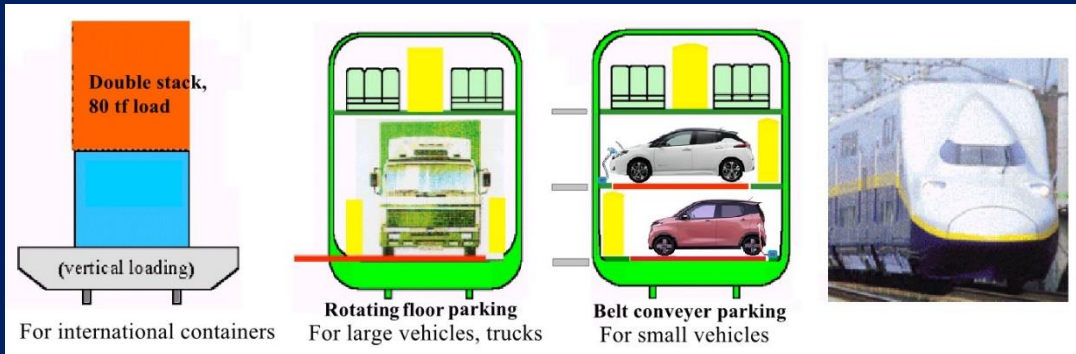 Double stack,
80 tf load
(vertical loading)
For international containers
Rotating floor parking
For large vehicles, trucks
Belt conveyer parking
For small vehicles